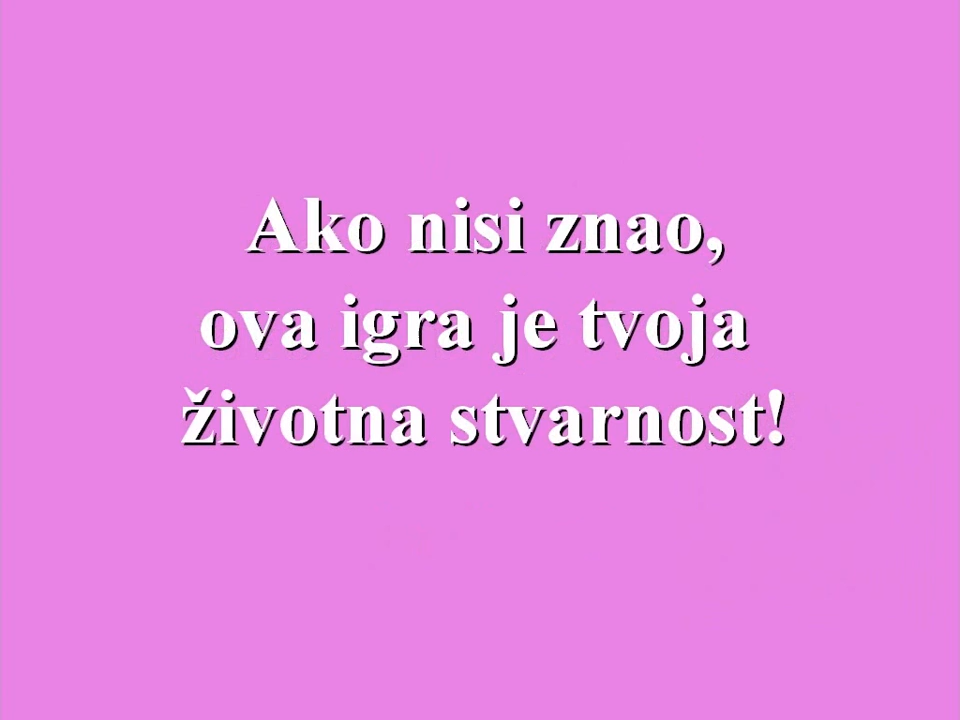 Ako nisi znao,
ova igra je tvoja
životna stvarnost!